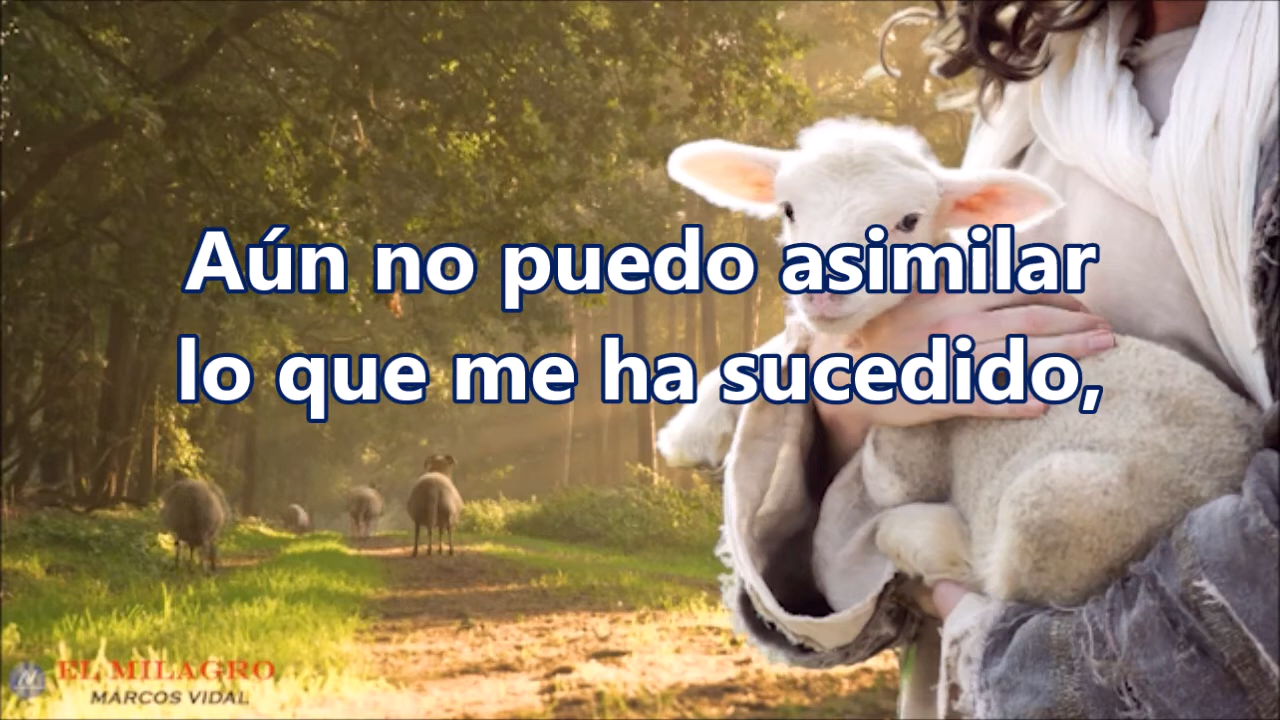 Aún no puedo asimilar
lo que me ha sucedido,
EL MILAGRO
MARCOS VIDAL